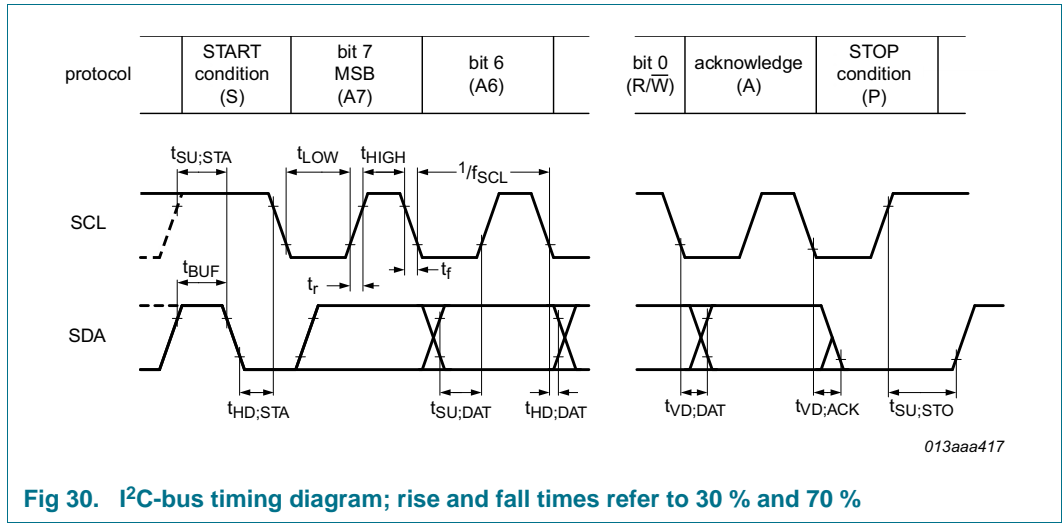 protocol
START
condition
(S)
bit 7
MSB
(A7)
bit 6
(A6)
bit 0
(R/W̅)
acknowledge
(A)
STOP
condition
(P)
tSU;STA
tLOW
tHIGH
1/fSCL
SCL
tBUF
tr
tf
SDA
tHD;STA
tSU;DAT
tHD;DAT
tVD;DAT
tVD;ACK
tSU;STO
013aaa417
Fig 30. I²C-bus timing diagram; rise and fall times refer to 30 % and 70 %